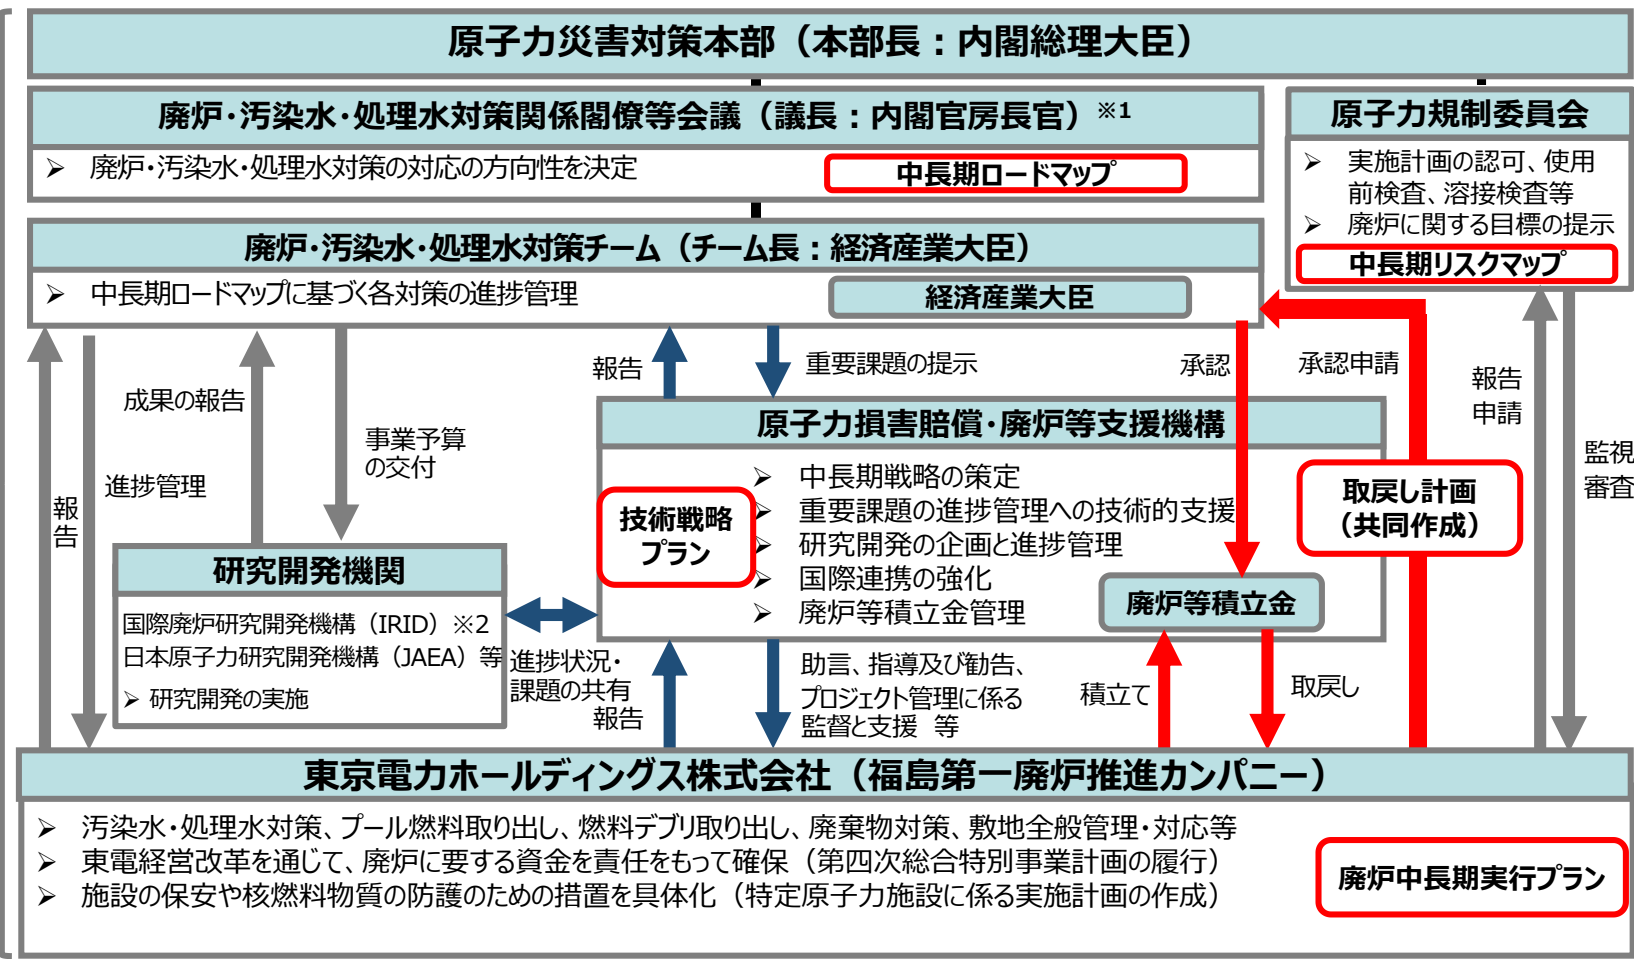 原子力災害対策本部（本部長：内閣総理大臣）
廃炉・汚染水・処理水対策関係閣僚等会議（議長：内閣官房長官）※1
➢ 廃炉・汚染水・処理水対策の対応の方向性を決定
中長期ロードマップ
原子力規制委員会
➢ 実施計画の認可、使用
前検査、溶接検査等
➢ 廃炉に関する目標の提示
中長期リスクマップ
廃炉・汚染水・処理水対策チーム（チーム長：経済産業大臣）
➢ 中長期ロードマップに基づく各対策の進捗管理
経済産業大臣
報告
進捗管理
成果の報告
事業予算
の交付
報告
重要課題の提示
承認
承認申請
報告
申請
監視
審査
原子力損害賠償・廃炉等支援機構
➢ 中長期戦略の策定
➢ 重要課題の進捗管理への技術的支援
➢ 研究開発の企画と進捗管理
➢ 国際連携の強化
➢ 廃炉等積立金管理
技術戦略
プラン
廃炉等積立金
取戻し計画
（共同作成）
研究開発機関
国際廃炉研究開発機構（IRID）※2
日本原子力研究開発機構（JAEA）等
➢ 研究開発の実施
進捗状況・
課題の共有
報告
助言、指導及び勧告、
プロジェクト管理に係る
監督と支援 等
積立て
取戻し
東京電力ホールディングス株式会社（福島第一廃炉推進カンパニー）
➢ 汚染水・処理水対策、プール燃料取り出し、燃料デブリ取り出し、廃棄物対策、敷地全般管理・対応等
➢ 東電経営改革を通じて、廃炉に要する資金を責任をもって確保（第四次総合特別事業計画の履行）
➢ 施設の保安や核燃料物質の防護のための措置を具体化（特定原子力施設に係る実施計画の作成）
廃炉中長期実行プラン